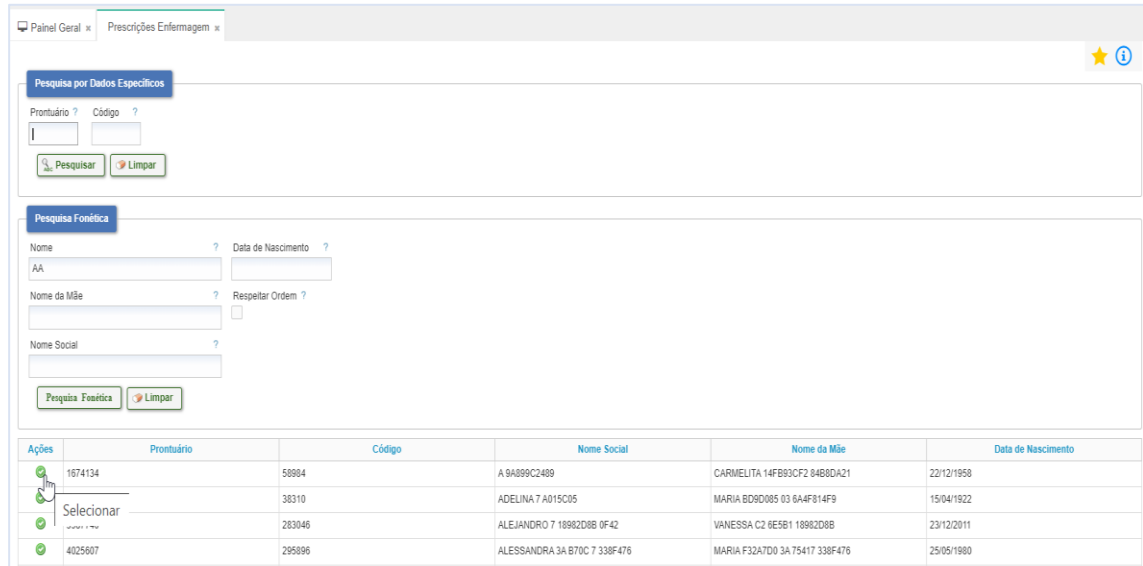 Painel Geral × Prescrições Enfermagem ×
Pesquisa por Dados Específicos
Prontuário ? Código ?
Pesquisar Limpar
Pesquisa Fonética
Nome ? Data de Nascimento ?
AA
Nome da Mãe ? Respeitar Ordem ?
Nome Social ?
Pesquisa Fonética Limpar
Ações Prontuário Código Nome Social Nome da Mãe Data de Nascimento
1674134 58984 A 9A899C2489 CARMELITA 14FB93CF2 84B8DA21 22/12/1958
38310 ADELINA 7 A015C05 MARIA BD9D085 03 6A4F814F9 15/04/1922
Selecionar
283046 ALEJANDRO 7 18982D8B 0F42 VANESSA C2 6E5B1 18982D8B 23/12/2011
4025607 295896 ALESSANDRA 3A B70C 7 338F476 MARIA F32A7D0 3A 75417 338F476 25/05/1980